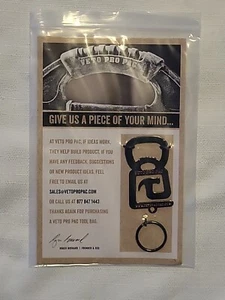 VETO PRO PAC
GIVE US A PIECE OF YOUR MIND...
AT VETO PRO PAC, IF IDEAS WORK,
THEY HELP BUILD PRODUCT. IF YOU
HAVE ANY FEEDBACK, SUGGESTIONS
OR NEW PRODUCT IDEAS, FEEL
FREE TO EMAIL US AT
SALES@VETOPROPAC.COM
OR CALL US AT 877 847 1443
THANKS AGAIN FOR PURCHASING
A VETO PRO PAC TOOL BAG.